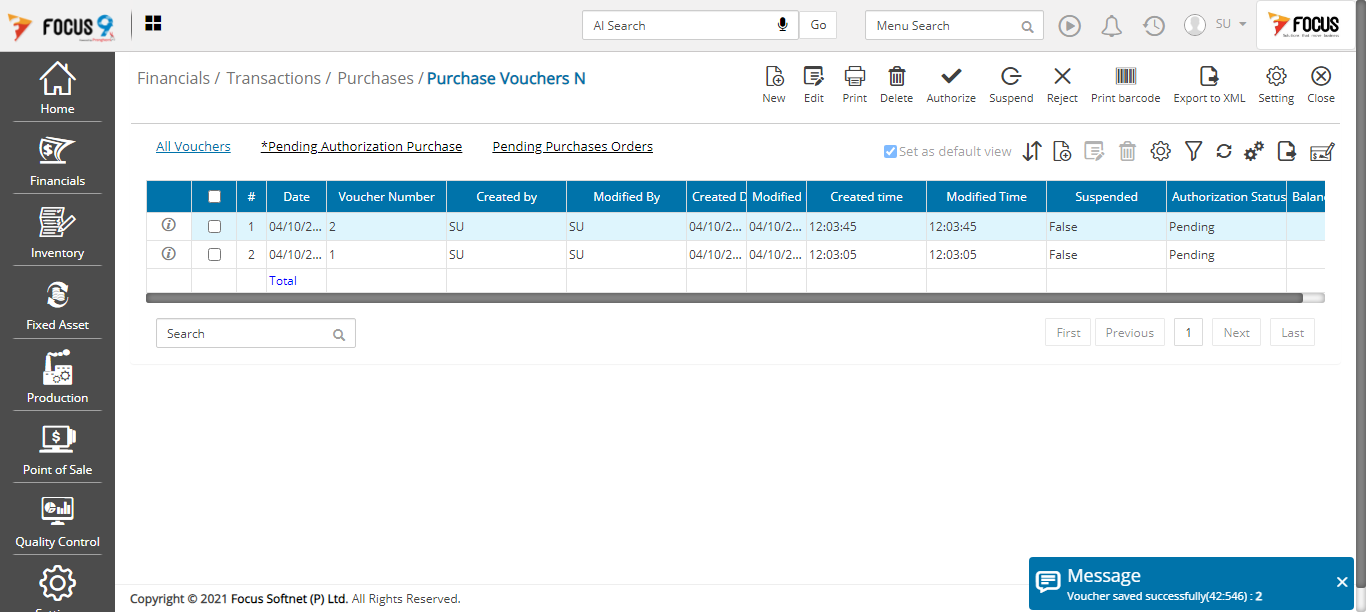 FOCUS 9
AI Search
Go
Menu Search
SU
FOCUS
Home
Financials
Inventory
Fixed Asset
Production
Point of Sale
Quality Control
Financials / Transactions / Purchases / Purchase Vouchers N
New Edit Print Delete Authorize Suspend Reject Print barcode Export to XML Setting Close
All Vouchers *Pending Authorization Purchase Pending Purchases Orders
Set as default view
# Date Voucher Number Created by Modified By Created D Modified Created time Modified Time Suspended Authorization Status Balan
1 04/10/2... 2 SU SU 04/10/2... 04/10/2... 12:03:45 12:03:45 False Pending
2 04/10/2... 1 SU SU 04/10/2... 04/10/2... 12:03:05 12:03:05 False Pending
Total
Search
First Previous 1 Next Last
Message
Voucher saved successfully(42:546) : 2
Copyright © 2021 Focus Softnet (P) Ltd. All Rights Reserved.